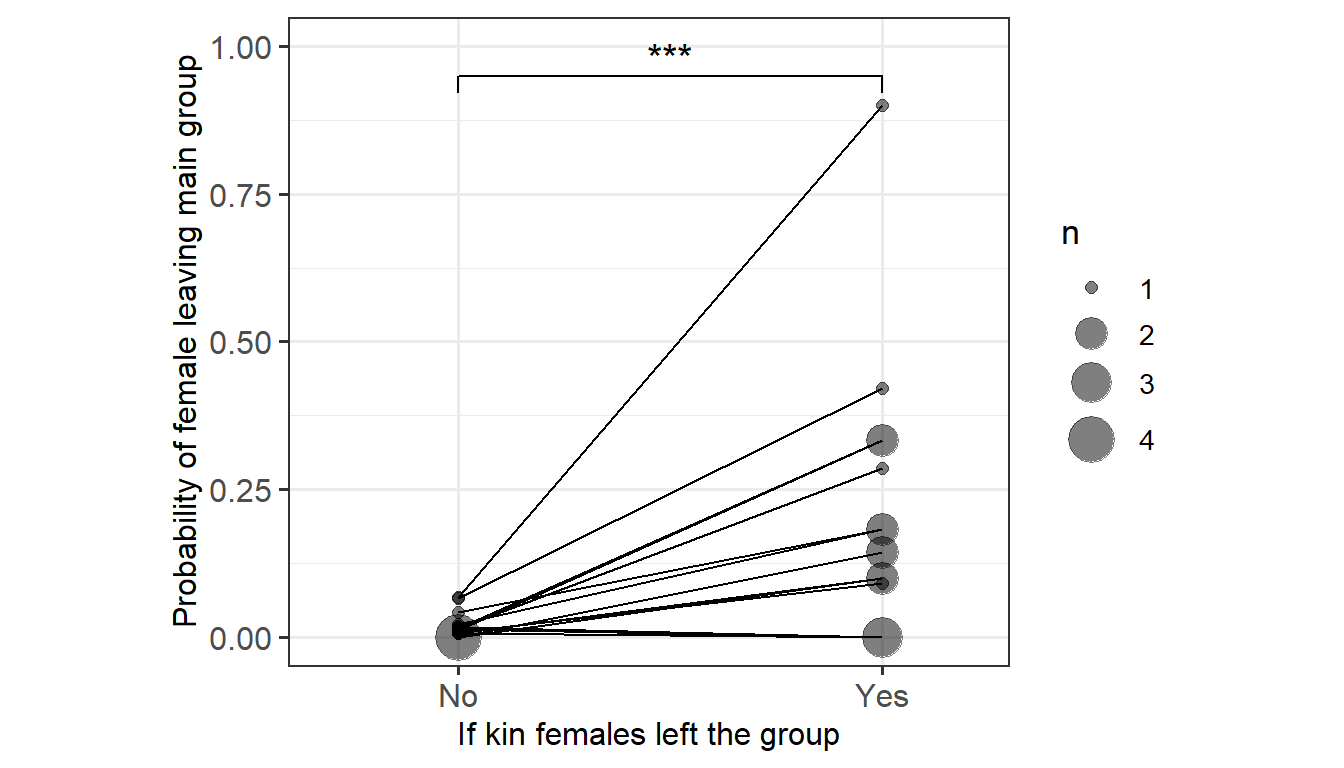 ***
1.00
0.75
0.50
0.25
0.00
Probability of female leaving main group
No
Yes
If kin females left the group
n
1
2
3
4